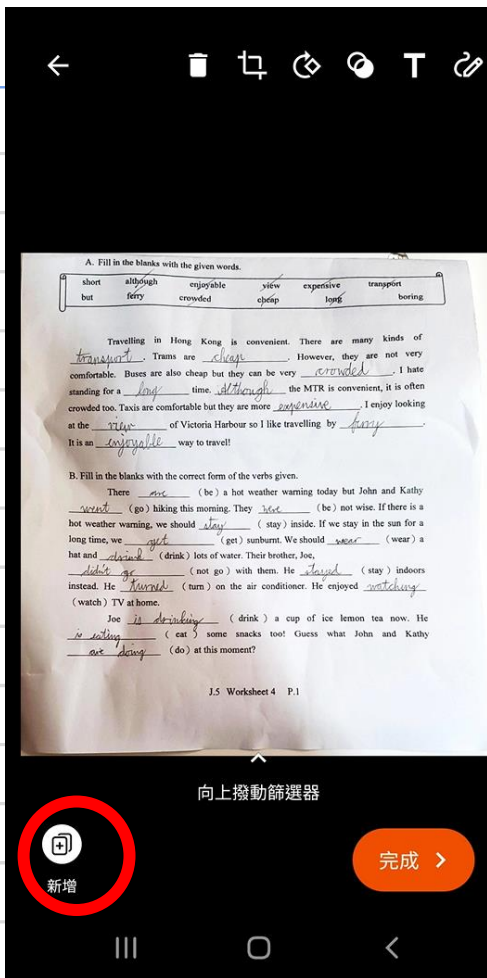 T
A. Fill in the blanks with the given words.
short although enjoyable view expensive transport
but ferry crowded cheap long boring
Travelling in Hong Kong is convenient. There are many kinds of
transport. Trams are cheap. However, they are not very
comfortable. Buses are also cheap but they can be very crowded. I hate
standing for a long time. Although the MTR is convenient, it is often
crowded too. Taxis are comfortable but they are more expensive. I enjoy looking
at the view of Victoria Harbour so I like travelling by ferry.
It is an enjoyable way to travel!
B. Fill in the blanks with the correct form of the verbs given.
There are ( be ) a hot weather warning today but John and Kathy
went ( go ) hiking this morning. They were ( be ) not wise. If there is a
hot weather warning, we should stay ( stay ) inside. If we stay in the sun for a
long time, we get ( get ) sunburnt. We should wear ( wear ) a
hat and drink ( drink ) lots of water. Their brother, Joe,
didn't go ( not go ) with them. He stayed ( stay ) indoors
instead. He turned ( turn ) on the air conditioner. He enjoyed watching
( watch ) TV at home.
Joe is drinking ( drink ) a cup of ice lemon tea now. He
is eating ( eat ) some snacks too! Guess what John and Kathy
are doing ( do ) at this moment?
J.5 Worksheet 4 P.1
向上撥動篩選器
新增
完成